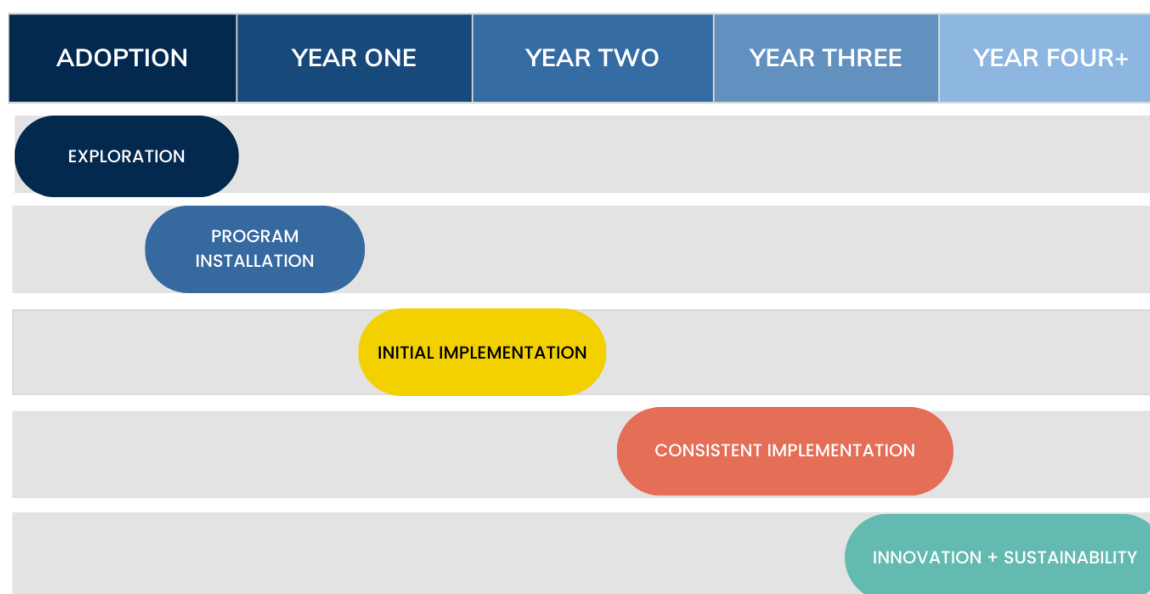 ADOPTION YEAR ONE YEAR TWO YEAR THREE YEAR FOUR+
EXPLORATION
PROGRAM
INSTALLATION
INITIAL IMPLEMENTATION
CONSISTENT IMPLEMENTATION
INNOVATION + SUSTAINABILITY